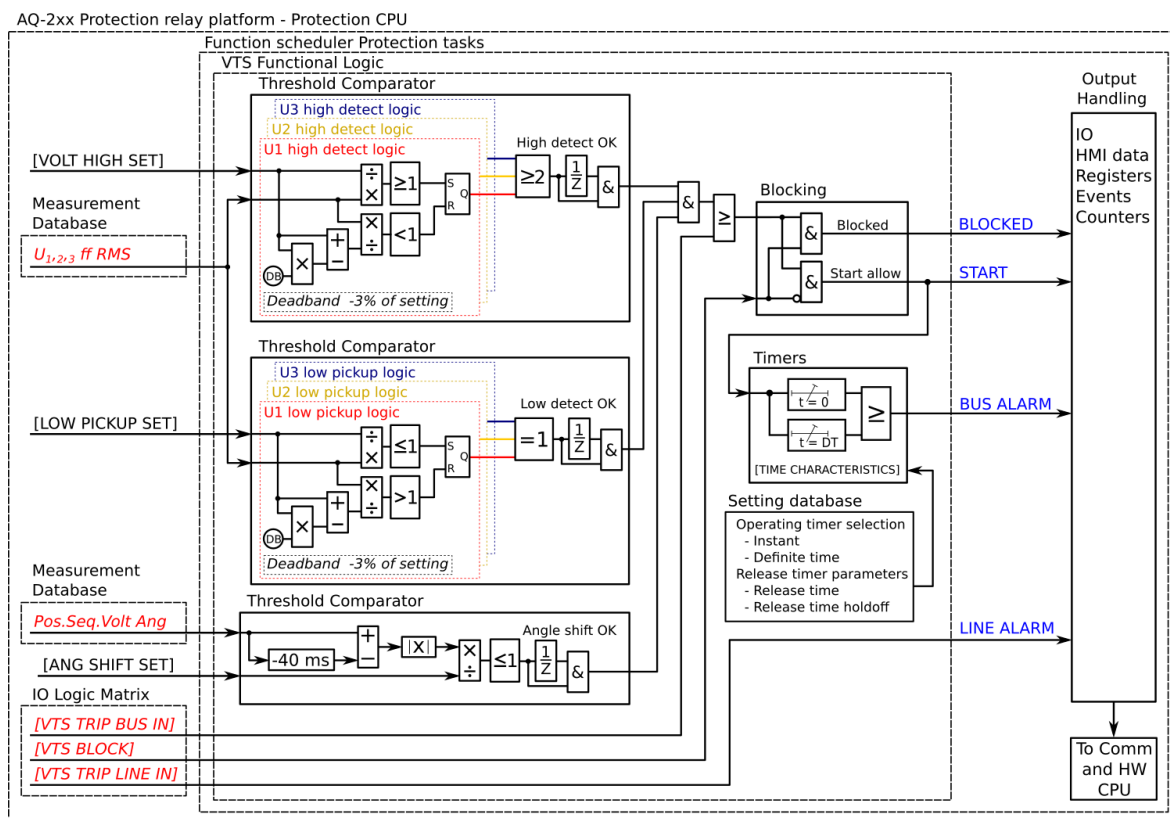 AQ-2xx Protection relay platform - Protection CPU
Function scheduler Protection tasks
VTS Functional Logic
Threshold Comparator
U3 high detect logic
U2 high detect logic
U1 high detect logic
High detect OK
[VOLT HIGH SET]
÷
×
≥1
S
Q
R
≥2
1
Z
&
Measurement
Database
U1,2,3 ff RMS
×
÷
<1
+
−
×
DB
Deadband -3% of setting
&
≥
Blocking
&
Blocked
&
Start allow
BLOCKED
START
Output
Handling
IO
HMI data
Registers
Events
Counters
Threshold Comparator
U3 low pickup logic
U2 low pickup logic
U1 low pickup logic
Low detect OK
[LOW PICKUP SET]
÷
×
≤1
S
Q
R
=1
1
Z
&
×
÷
>1
+
−
×
DB
Deadband -3% of setting
Timers
t = 0
t = DT
≥
[TIME CHARACTERISTICS]
BUS ALARM
Setting database
Operating timer selection
- Instant
- Definite time
Release timer parameters
- Release time
- Release time holdoff
Measurement
Database
Pos.Seq.Volt Ang
Threshold Comparator
Angle shift OK
-40 ms
+
−
|X|
×
÷
≤1
1
Z
&
[ANG SHIFT SET]
LINE ALARM
IO Logic Matrix
[VTS TRIP BUS IN]
[VTS BLOCK]
[VTS TRIP LINE IN]
To Comm
and HW
CPU